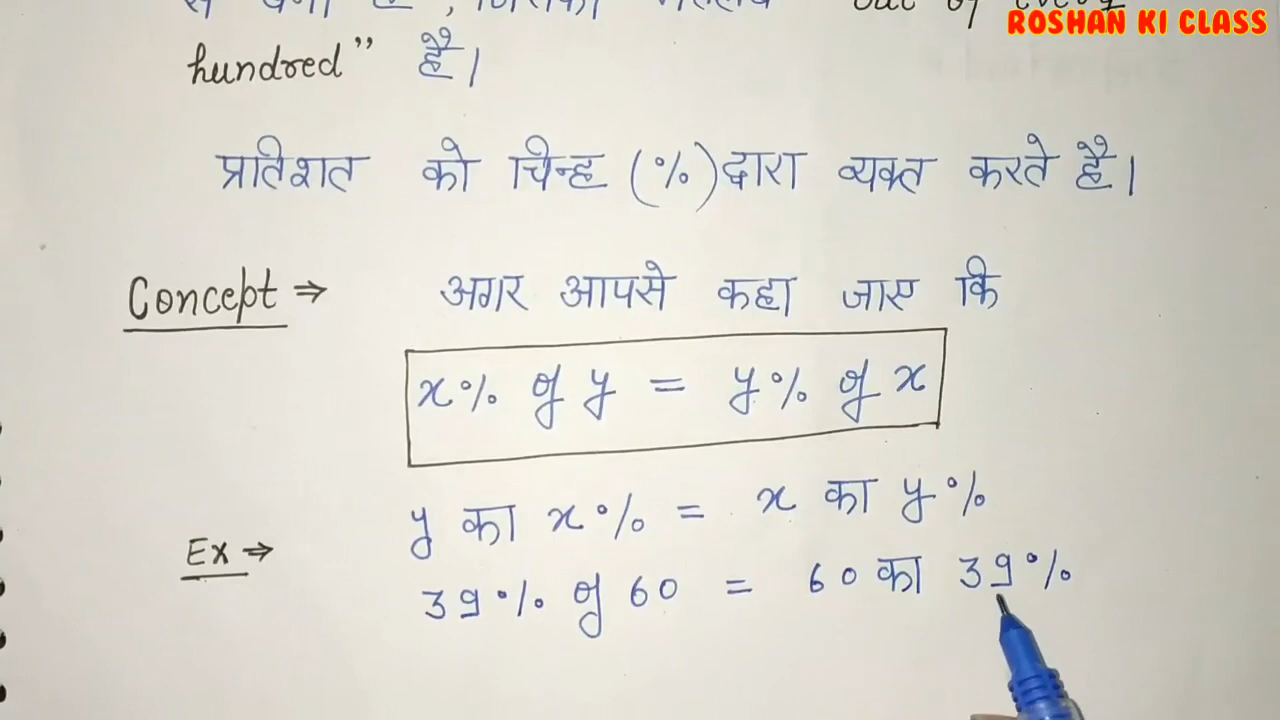 ROSHAN KI CLASS
hundred” है।
प्रतिशत को चिन्ह (%) द्वारा व्यक्त करते है।
Concept ⇒ अगर आपसे कहा जाए कि
x% of y = y% of x
y का x% = x का y%
Ex ⇒ 39% of 60 = 60 का 39%